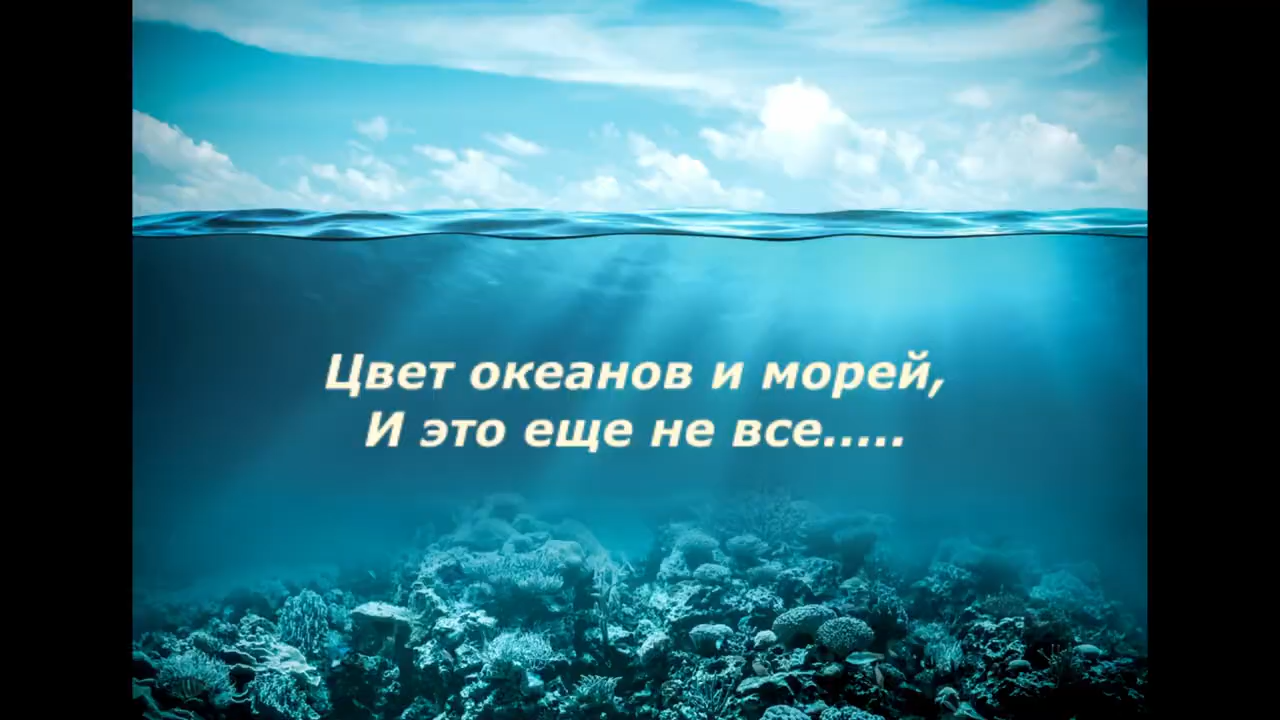 Цвет океанов и морей,
И это еще не все.....